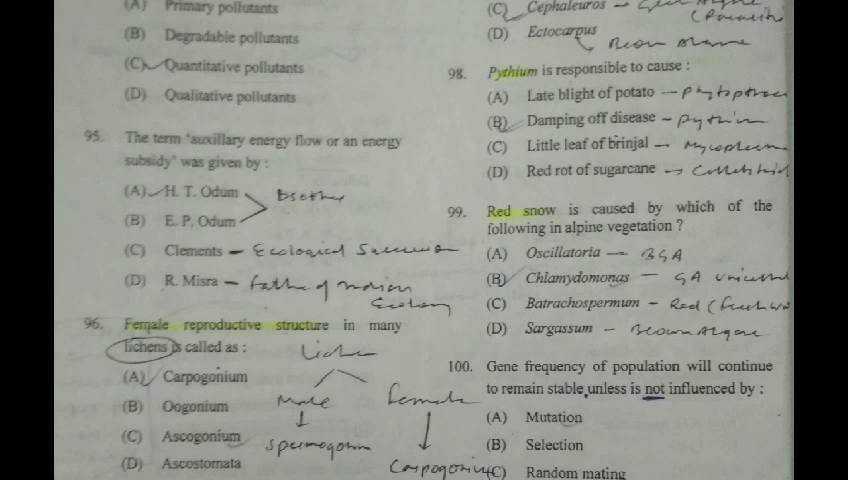 (A) Primary pollutants
(B) Degradable pollutants
(C) Quantitative pollutants
(D) Qualitative pollutants
95. The term 'auxillary energy flow or an energy
subsidy' was given by :
(A) H. T. Odum
(B) E. P. Odum
(C) Clements – Ecological Succession
(D) R. Misra – Father of Indian
Ecology
96. Female reproductive structure in many
lichens is called as :
(A) Carpogonium
(B) Oogonium
(C) Ascogonium
(D) Ascostomata
Male
Female
(C) Cephaleuros
(D) Ectocarpus
Brown
98. Pythium is responsible to cause :
(A) Late blight of potato
(B) Damping off disease – Pythium
(C) Little leaf of brinjal
(D) Red rot of sugarcane
99. Red snow is caused by which of the
following in alpine vegetation ?
(A) Oscillatoria – BGA
(B) Chlamydomonas – GA
(C) Batrachospermum – Red
(D) Sargassum – Brown Algae
100. Gene frequency of population will continue
to remain stable, unless is not influenced by :
(A) Mutation
(B) Selection
(C) Random mating